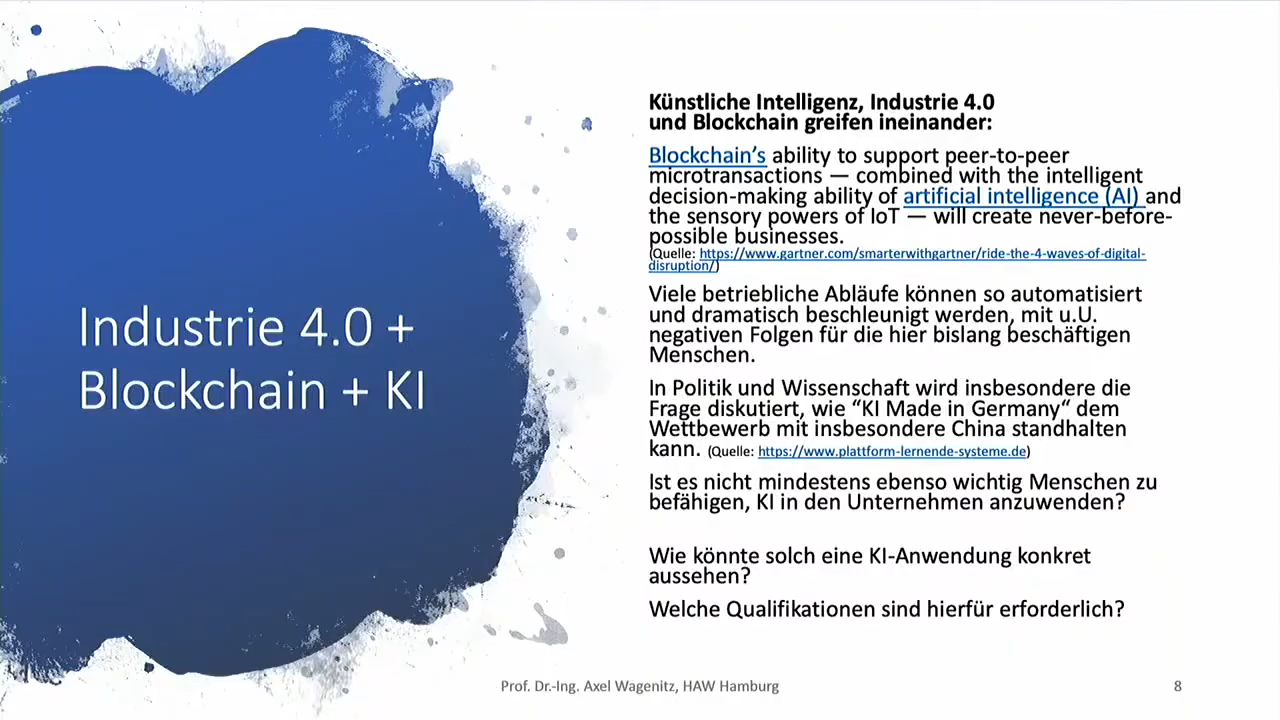 Industrie 4.0 +
Blockchain + KI
Künstliche Intelligenz, Industrie 4.0
und Blockchain greifen ineinander:
Blockchain’s ability to support peer-to-peer
microtransactions — combined with the intelligent
decision-making ability of artificial intelligence (AI) and
the sensory powers of IoT — will create never-before-
possible businesses.
(Quelle: https://www.gartner.com/smarterwithgartner/ride-the-4-waves-of-digital-
disruption/)
Viele betriebliche Abläufe können so automatisiert
und dramatisch beschleunigt werden, mit u.U.
negativen Folgen für die hier bislang beschäftigen
Menschen.
In Politik und Wissenschaft wird insbesondere die
Frage diskutiert, wie “KI Made in Germany“ dem
Wettbewerb mit insbesondere China standhalten
kann. (Quelle: https://www.plattform-lernende-systeme.de)
Ist es nicht mindestens ebenso wichtig Menschen zu
befähigen, KI in den Unternehmen anzuwenden?
Wie könnte solch eine KI-Anwendung konkret
aussehen?
Welche Qualifikationen sind hierfür erforderlich?
Prof. Dr.-Ing. Axel Wagenitz, HAW Hamburg
8